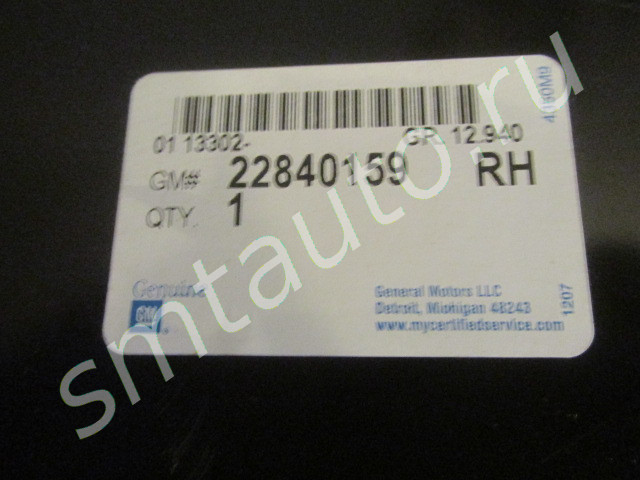 01 13302- GR. 12.940
GM# 22840159 RH
QTY. 1
Genuine
GM
General Motors LLC
Detroit, Michigan 48243
www.mycertifiedservice.com
1207
smtauto.ru